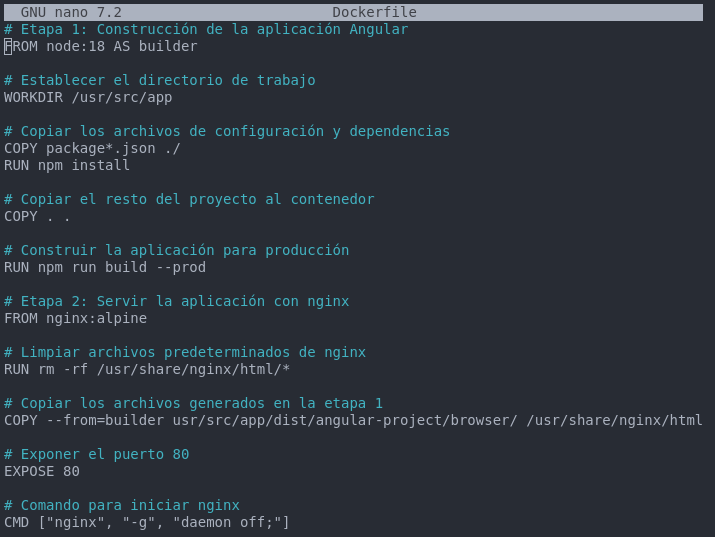 GNU nano 7.2 Dockerfile
# Etapa 1: Construcción de la aplicación Angular
FROM node:18 AS builder
# Establecer el directorio de trabajo
WORKDIR /usr/src/app
# Copiar los archivos de configuración y dependencias
COPY package*.json ./
RUN npm install
# Copiar el resto del proyecto al contenedor
COPY . .
# Construir la aplicación para producción
RUN npm run build --prod
# Etapa 2: Servir la aplicación con nginx
FROM nginx:alpine
# Limpiar archivos predeterminados de nginx
RUN rm -rf /usr/share/nginx/html/*
# Copiar los archivos generados en la etapa 1
COPY --from=builder usr/src/app/dist/angular-project/browser/ /usr/share/nginx/html
# Exponer el puerto 80
EXPOSE 80
# Comando para iniciar nginx
CMD ["nginx", "-g", "daemon off;"]